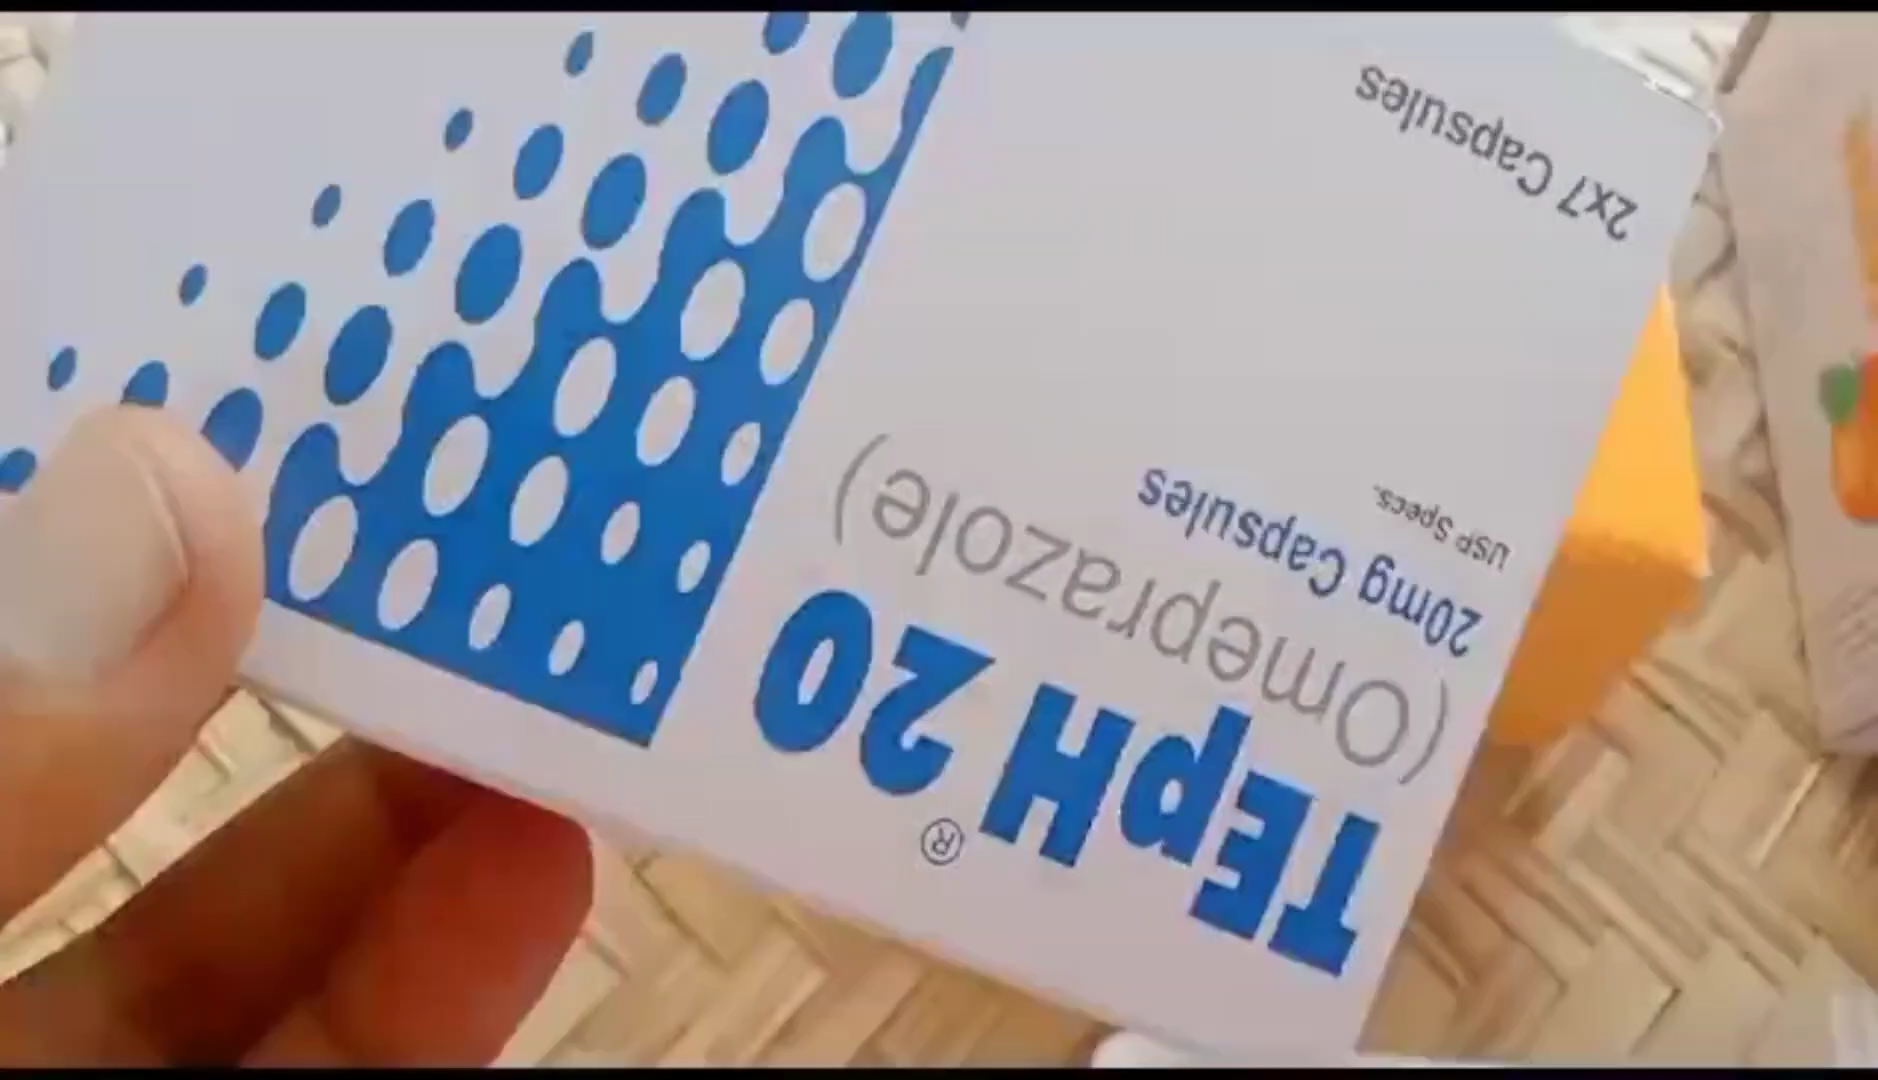 TEpH 20®
(Omeprazole)
20mg Capsules
USP Specs.
2x7 Capsules